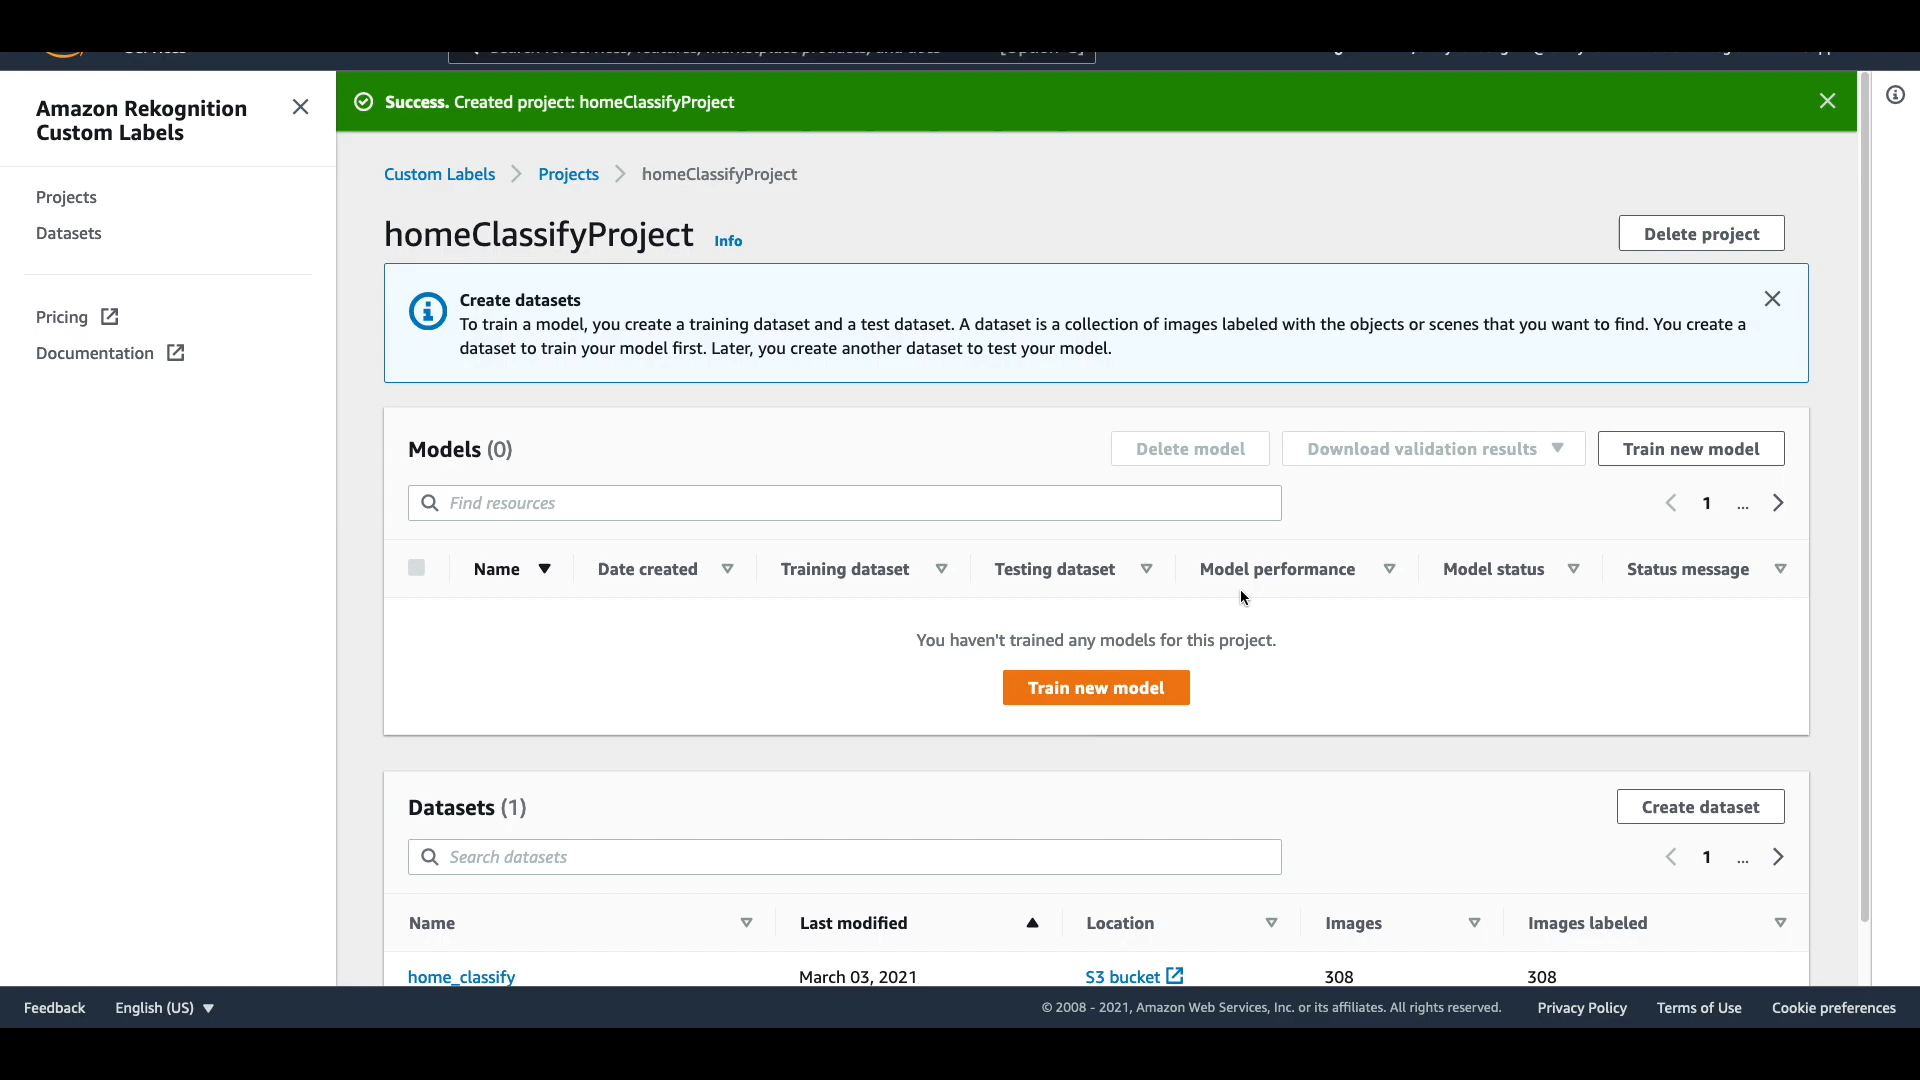 Amazon Rekognition
Custom Labels
Projects
Datasets
Pricing
Documentation
Success. Created project: homeClassifyProject
Custom Labels
Projects
homeClassifyProject
homeClassifyProject Info
Delete project
Create datasets
To train a model, you create a training dataset and a test dataset. A dataset is a collection of images labeled with the objects or scenes that you want to find. You create a
dataset to train your model first. Later, you create another dataset to test your model.
Models (0)
Delete model
Download validation results
Train new model
Find resources
1 ...
Name
Date created
Training dataset
Testing dataset
Model performance
Model status
Status message
You haven't trained any models for this project.
Train new model
Datasets (1)
Create dataset
Search datasets
1 ...
Name
Last modified
Location
Images
Images labeled
home_classify
March 03, 2021
S3 bucket
308
308
Feedback
English (US)
© 2008 - 2021, Amazon Web Services, Inc. or its affiliates. All rights reserved.
Privacy Policy
Terms of Use
Cookie preferences